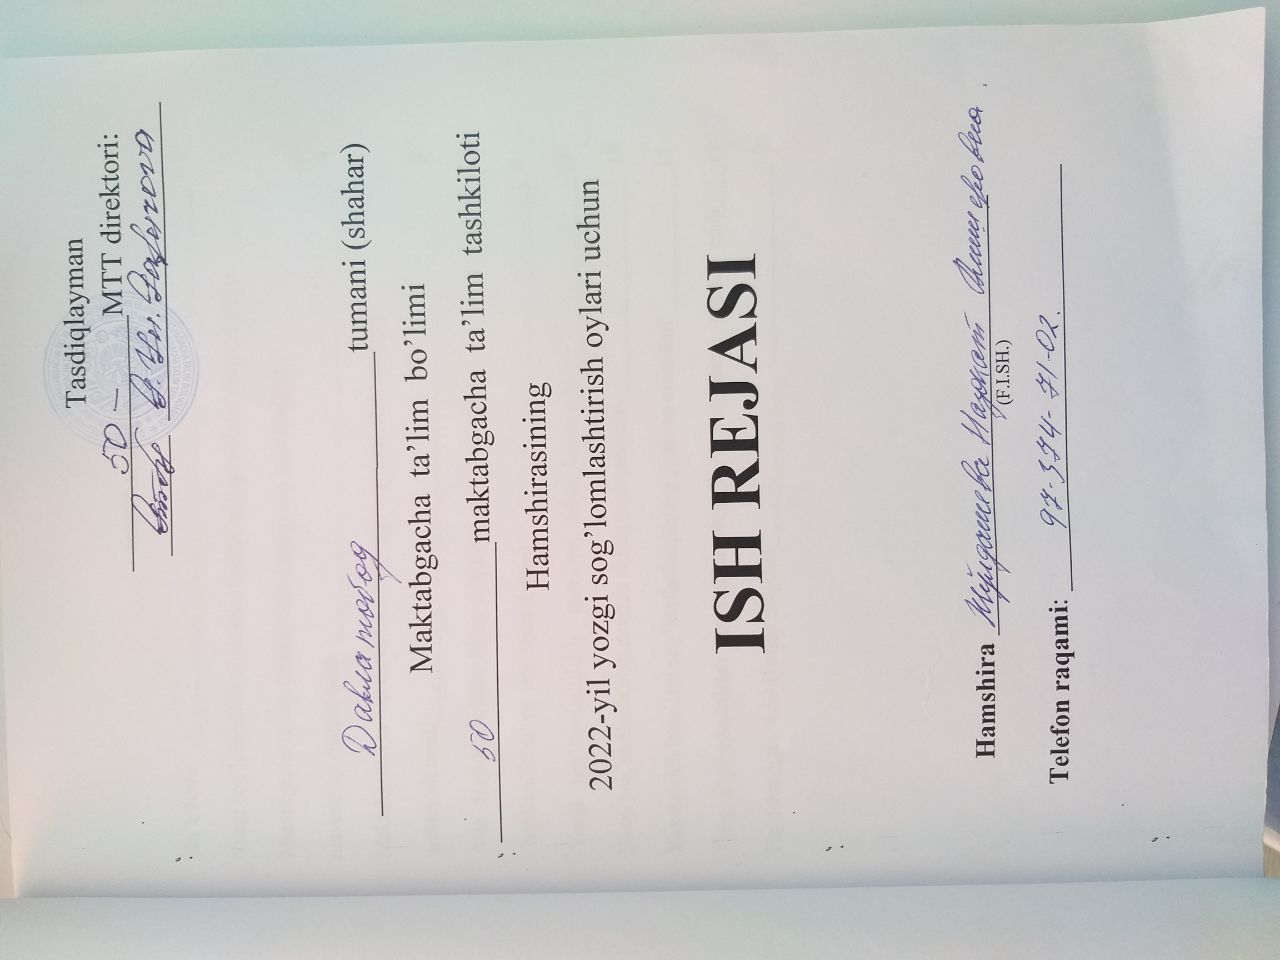 Tasdiqlayman
50 — MTT direktori:
Давлатобод tumani (shahar)
Maktabgacha ta’lim bo’limi
50 maktabgacha ta’lim tashkiloti
Hamshirasining
2022-yil yozgi sog’lomlashtirish oylari uchun
ISH REJASI
Hamshira
(F.I.SH.)
Telefon raqami: 97-374-71-02.